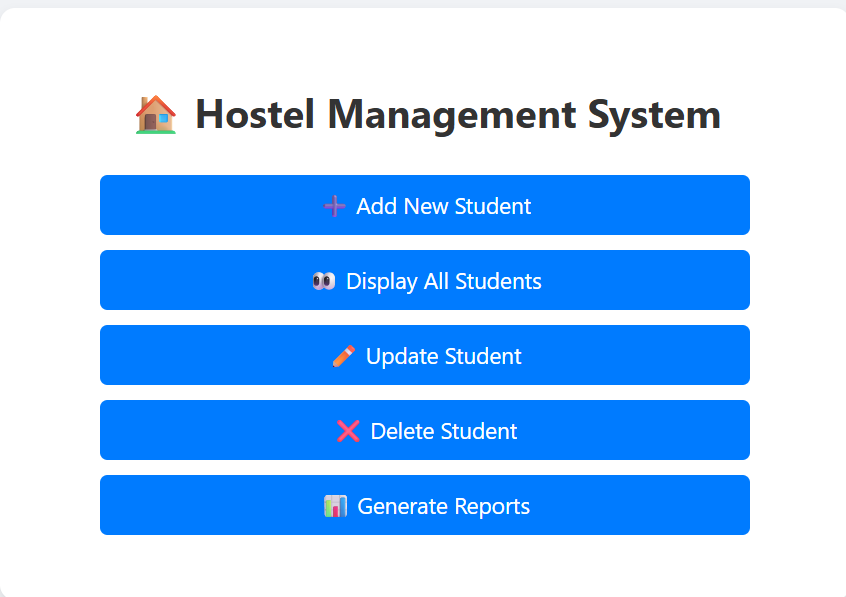 🏠 Hostel Management System
➕ Add New Student
👀 Display All Students
✏️ Update Student
❌ Delete Student
📊 Generate Reports